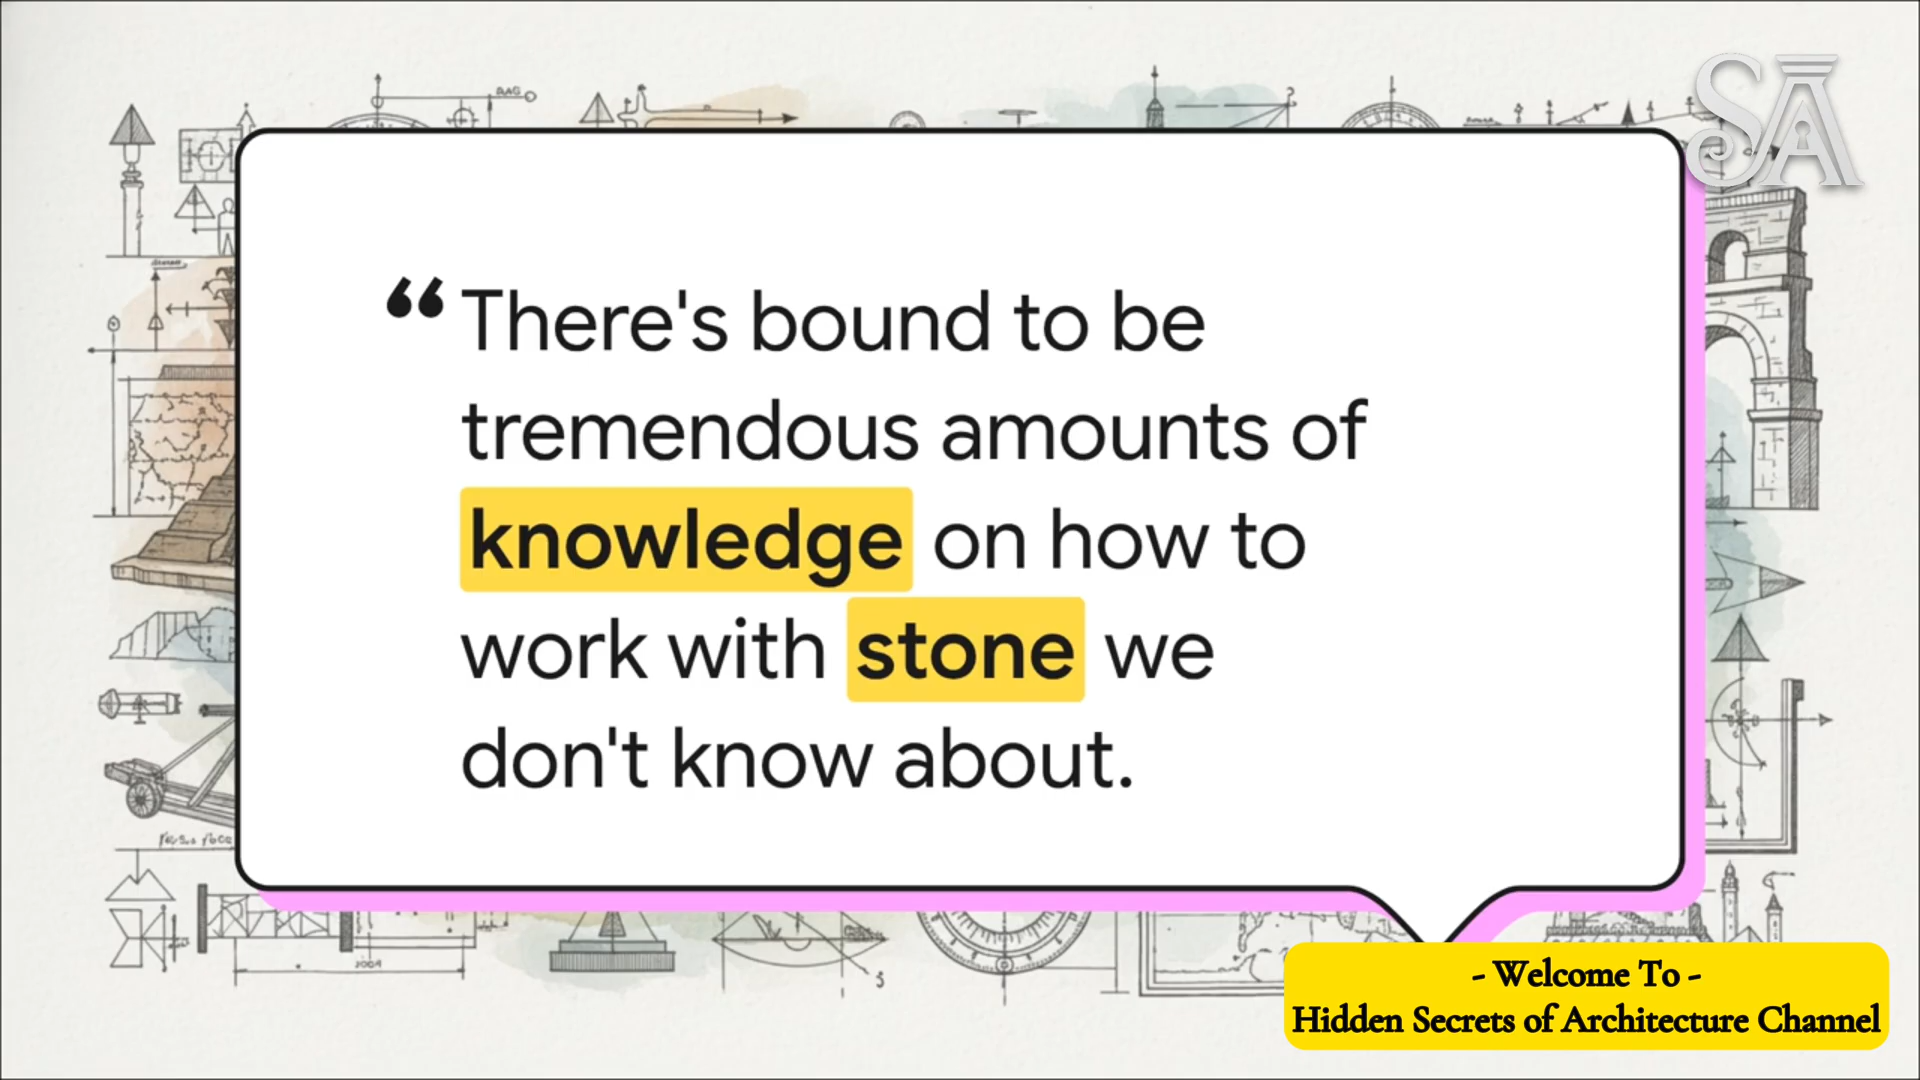 SA
“There's bound to be
tremendous amounts of
knowledge on how to
work with stone we
don't know about.
- Welcome To -
Hidden Secrets of Architecture Channel